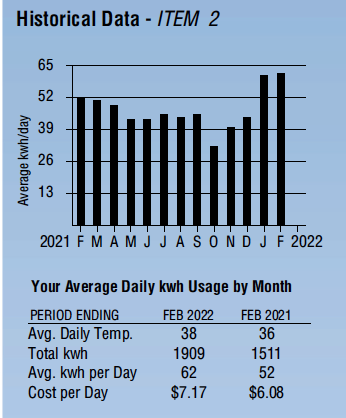 Historical Data - ITEM 2
65
52
39
26
13
Average kwh/day
2021 F M A M J J A S O N D J F 2022
Your Average Daily kwh Usage by Month
PERIOD ENDING FEB 2022 FEB 2021
Avg. Daily Temp. 38 36
Total kwh 1909 1511
Avg. kwh per Day 62 52
Cost per Day $7.17 $6.08